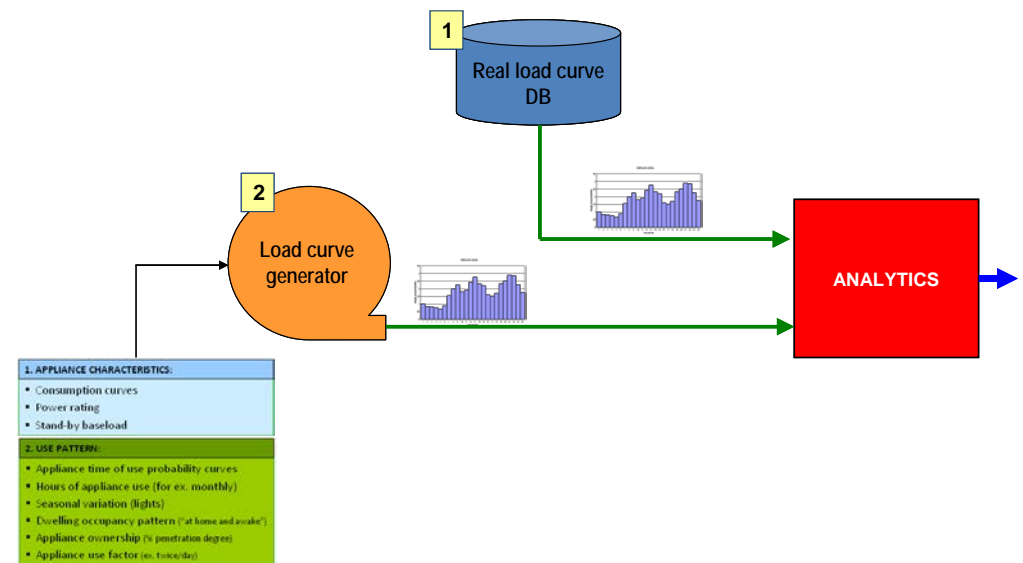 1
Real load curve
DB
2
Load curve
generator
ANALYTICS
1. APPLIANCE CHARACTERISTICS:
▪ Consumption curves
▪ Power rating
▪ Stand-by baseload
2. USE PATTERN:
▪ Appliance time of use probability curves
▪ Hours of appliance use (for ex. monthly)
▪ Seasonal variation (lights)
▪ Dwelling occupancy pattern ("at home and awake")
▪ Appliance ownership (% penetration degree)
▪ Appliance use factor (ex. twice/day)